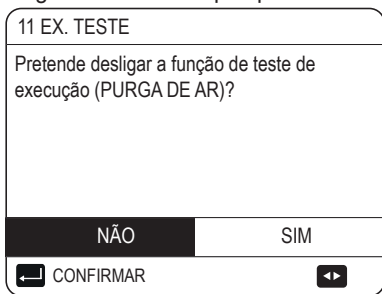 11 EX. TESTE
Pretende desligar a função de teste de
execução (PURGA DE AR)?
NÃO SIM
CONFIRMAR